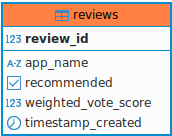 reviews
123 review_id
A-Z app_name
recommended
123 weighted_vote_score
timestamp_created